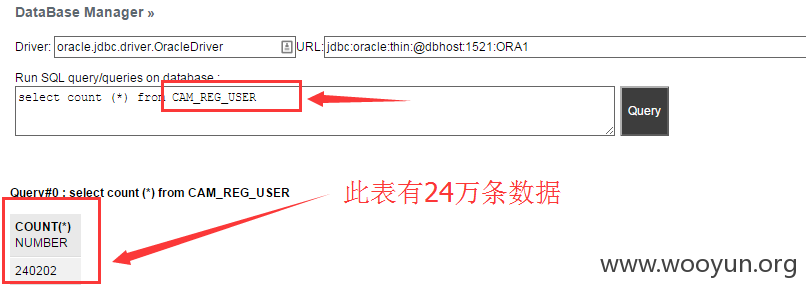 DataBase Manager »
Driver: oracle.jdbc.driver.OracleDriver URL: jdbc:oracle:thin:@dbhost:1521:ORA1
Run SQL query/queries on database :
select count (*) from CAM_REG_USER
Query
Query#0 : select count (*) from CAM_REG_USER
此表有24万条数据
COUNT(*)
NUMBER
240202
www.wooyun.org